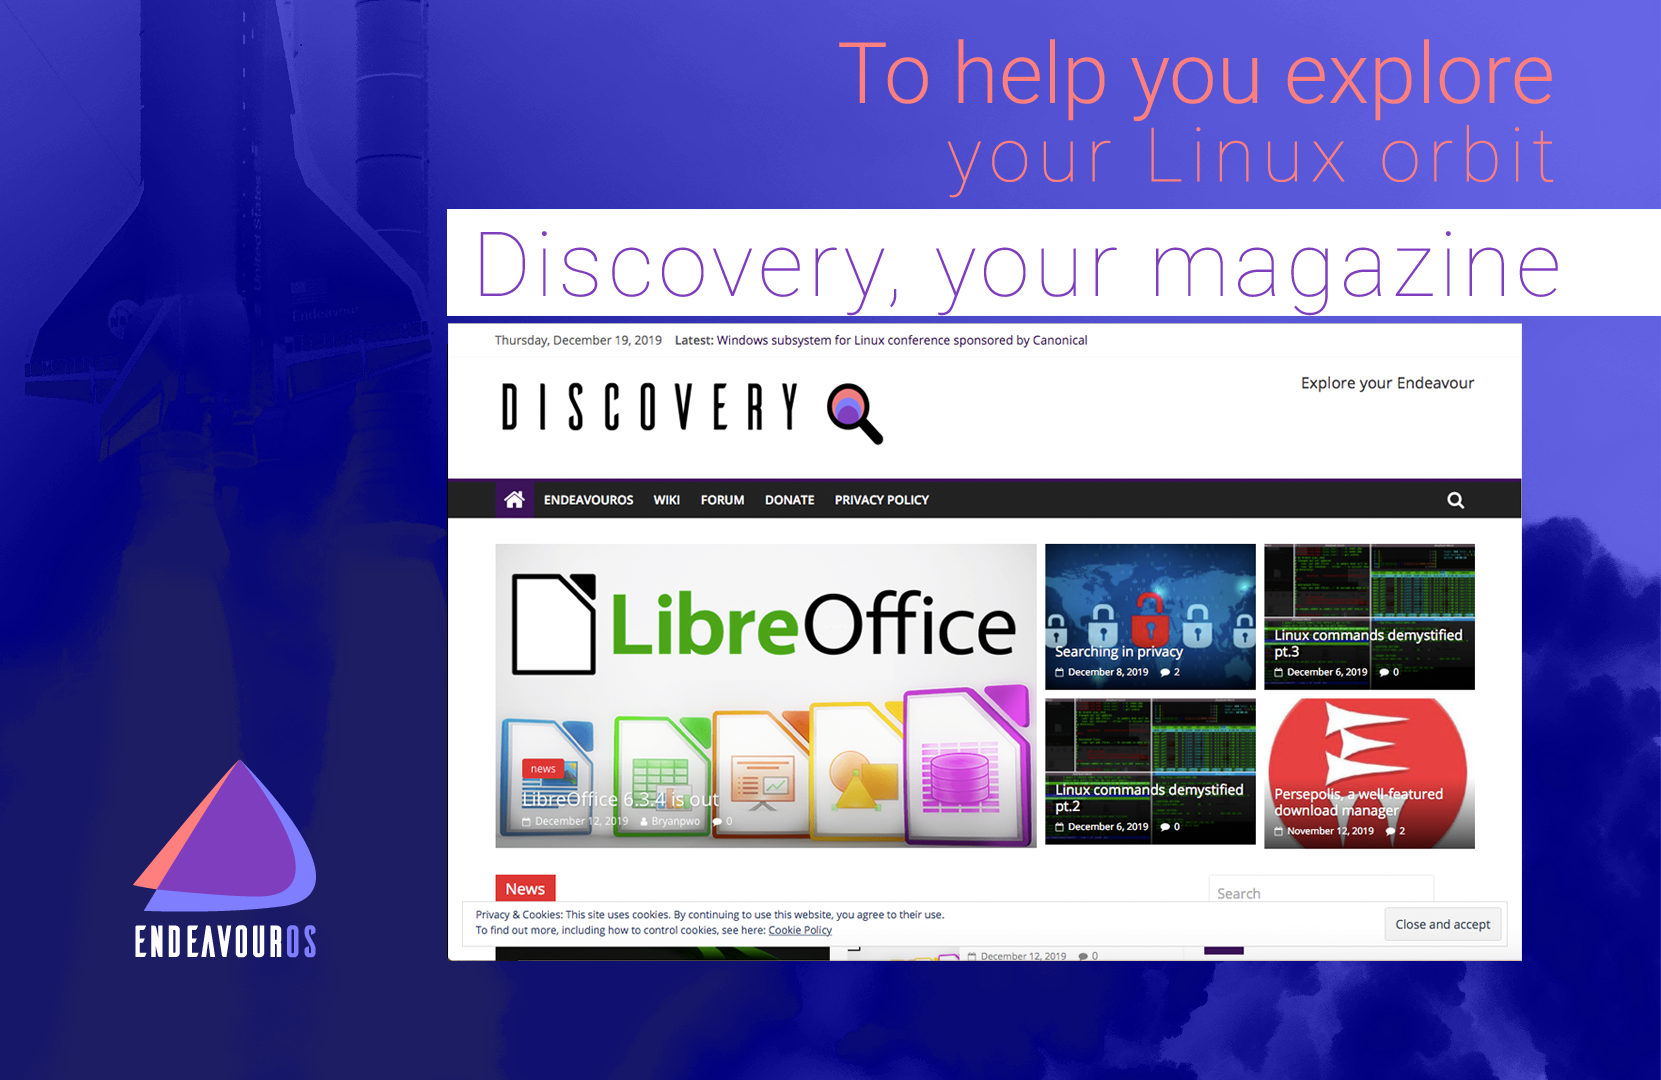 To help you explore
your Linux orbit
Discovery, your magazine
United States
Endeavour
Thursday, December 19, 2019 Latest: Windows subsystem for Linux conference sponsored by Canonical
DISCOVERY
Explore your Endeavour
ENDEAVOUROS WIKI FORUM DONATE PRIVACY POLICY
LibreOffice
news
LibreOffice 6.3.4 is out
December 12, 2019 Bryanpwo 0
Searching in privacy
December 8, 2019 2
Linux commands demystified
pt.3
December 6, 2019 0
Linux commands demystified
pt.2
December 6, 2019 0
Persepolis, a well-featured
download manager
November 12, 2019 2
News
Search
Privacy & Cookies: This site uses cookies. By continuing to use this website, you agree to their use.
To find out more, including how to control cookies, see here: Cookie Policy
Close and accept
December 12, 2019 0
ENDEAVOUROS